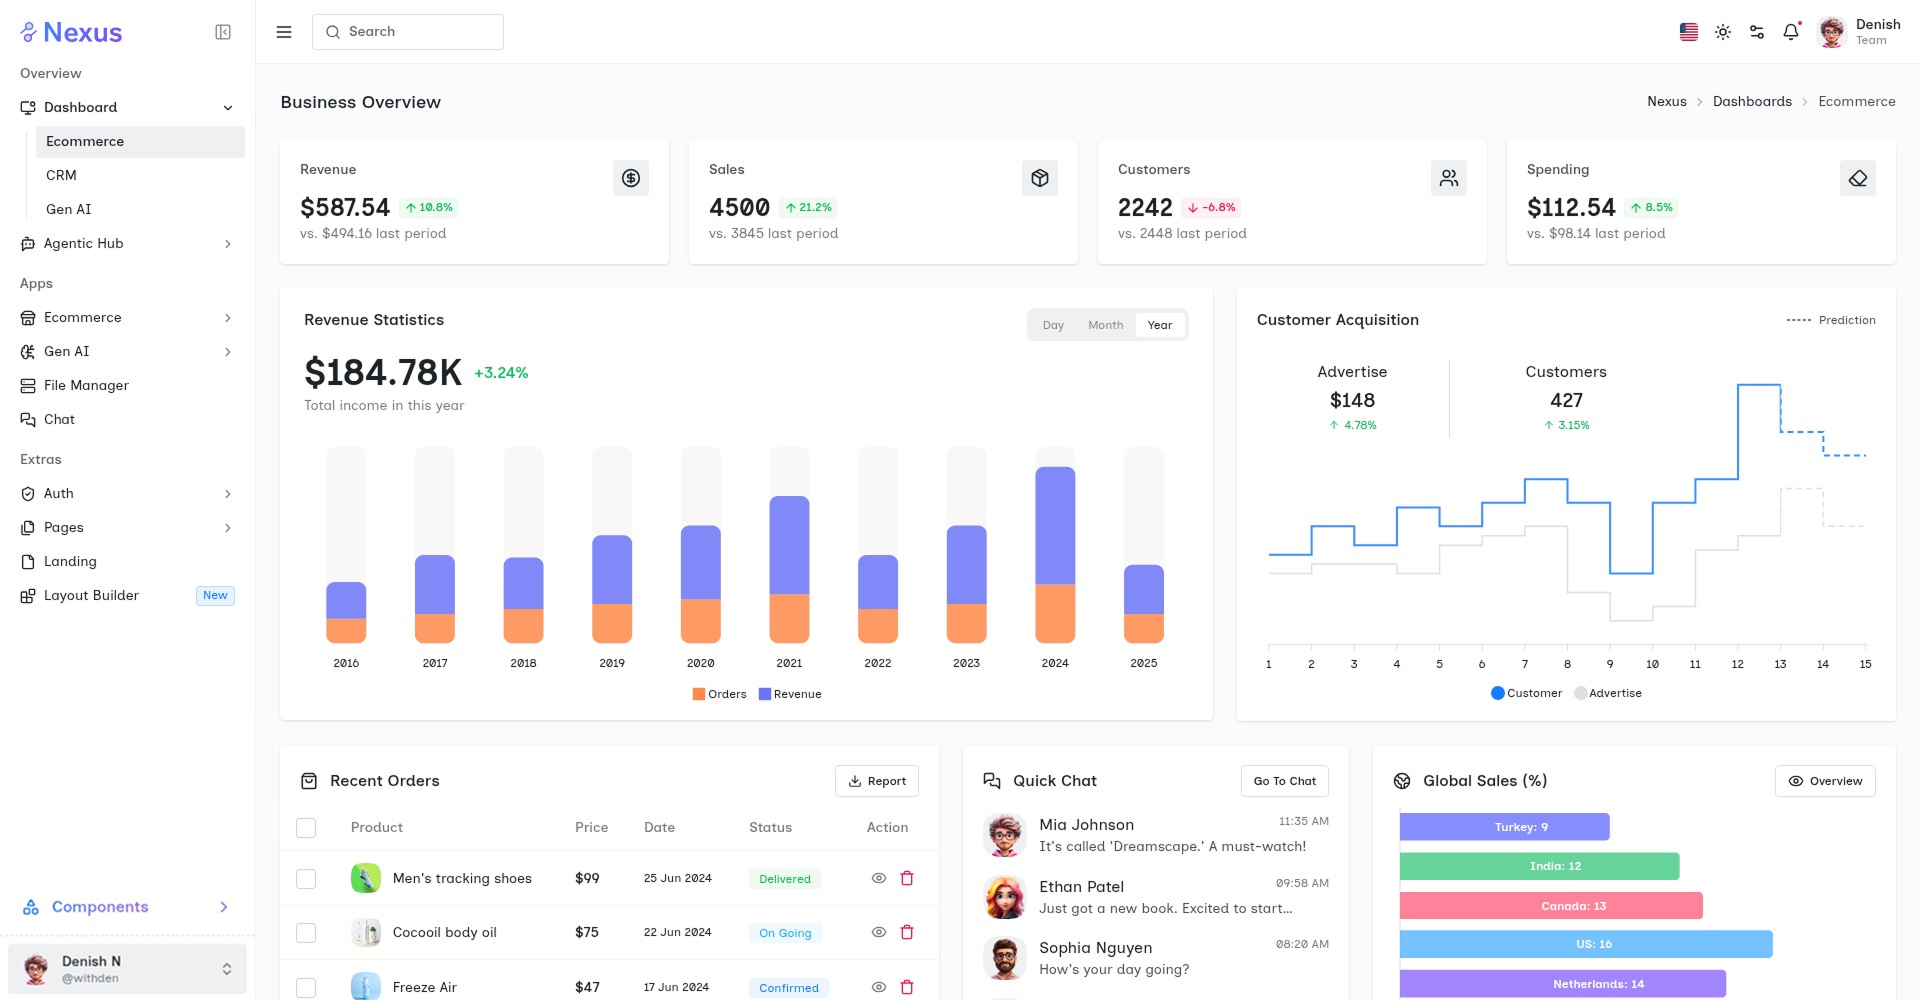 Nexus
Search
Denish
Team
Overview
Dashboard
Ecommerce
CRM
Gen AI
Agentic Hub
Apps
Ecommerce
Gen AI
File Manager
Chat
Extras
Auth
Pages
Landing
Layout Builder New
Components
Denish N
@withden
Business Overview
Nexus > Dashboards > Ecommerce
Revenue
$587.54 ↑ 10.8%
vs. $494.16 last period
Sales
4500 ↑ 21.2%
vs. 3845 last period
Customers
2242 ↓ -6.8%
vs. 2448 last period
Spending
$112.54 ↑ 8.5%
vs. $98.14 last period
Revenue Statistics
Day Month Year
$184.78K +3.24%
Total income in this year
2016 2017 2018 2019 2020 2021 2022 2023 2024 2025
Orders Revenue
Customer Acquisition
Prediction
Advertise
$148
↑ 4.78%
Customers
427
↑ 3.15%
1 2 3 4 5 6 7 8 9 10 11 12 13 14 15
Customer Advertise
Recent Orders
Report
Product Price Date Status Action
Men's tracking shoes $99 25 Jun 2024 Delivered
Cocooil body oil $75 22 Jun 2024 On Going
Freeze Air $47 17 Jun 2024 Confirmed
Quick Chat
Go To Chat
Mia Johnson 11:35 AM
It's called 'Dreamscape.' A must-watch!
Ethan Patel 09:58 AM
Just got a new book. Excited to start...
Sophia Nguyen 08:20 AM
How's your day going?
Global Sales (%)
Overview
Turkey: 9
India: 12
Canada: 13
US: 16
Netherlands: 14